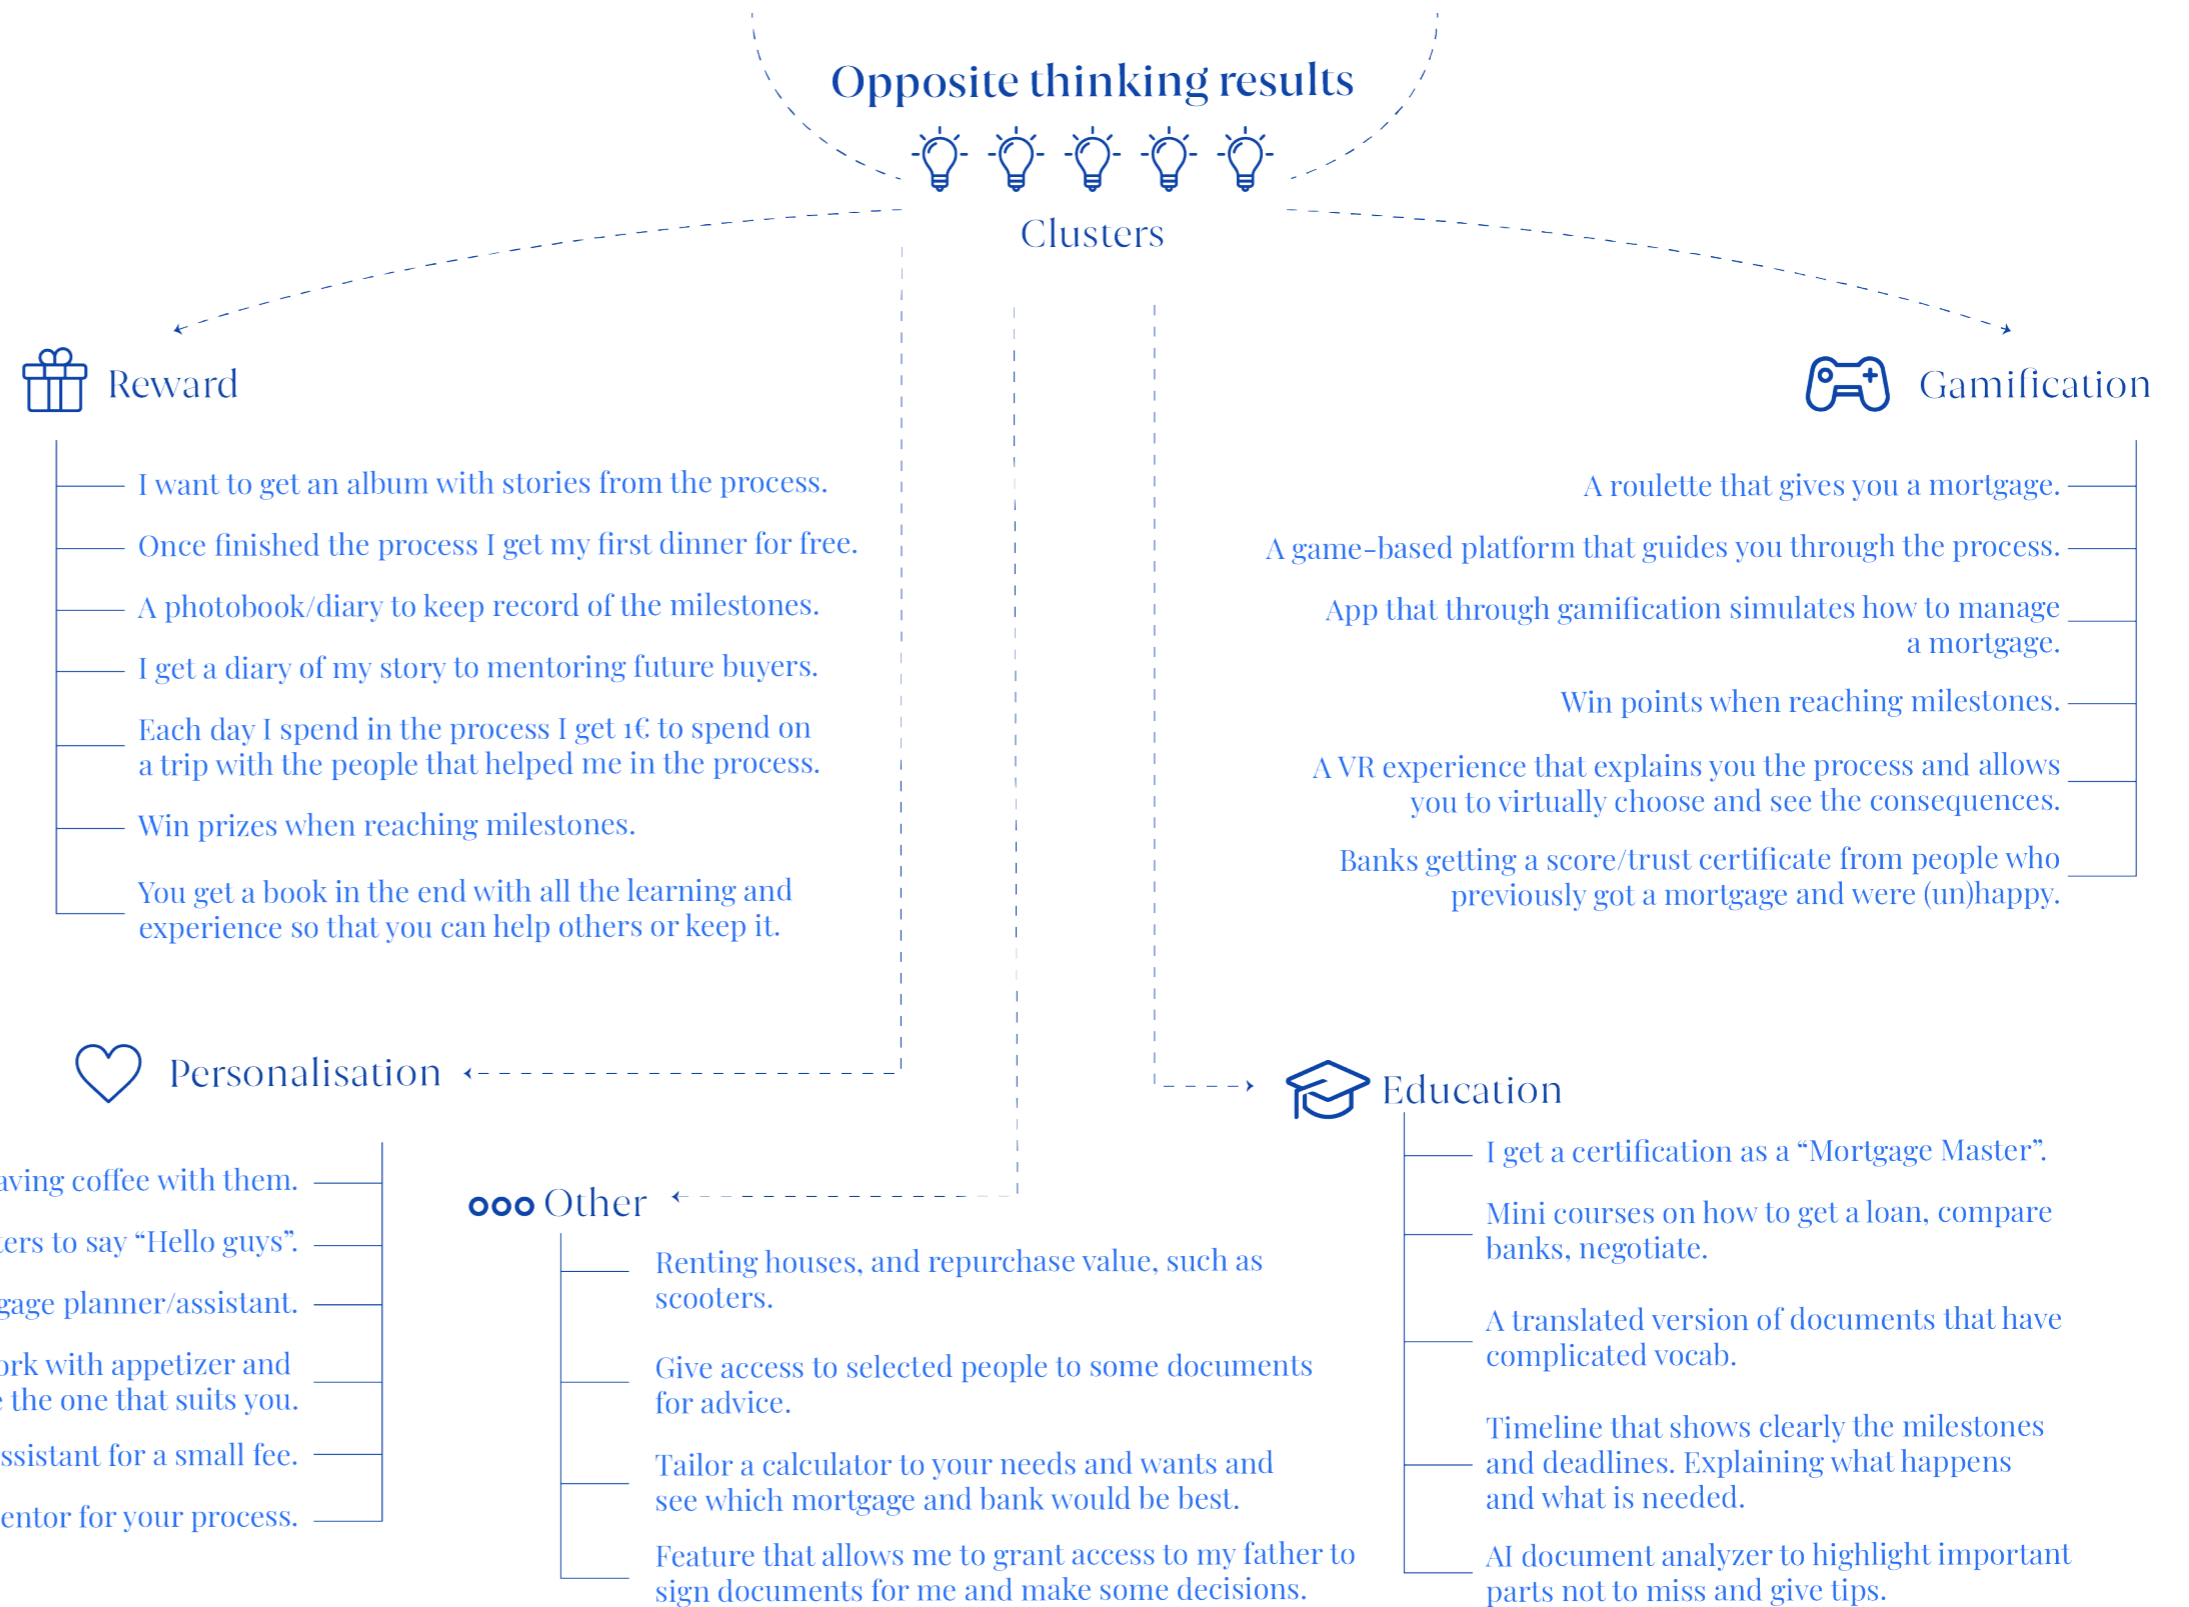 Opposite thinking results
Clusters
Reward
I want to get an album with stories from the process.
Once finished the process I get my first dinner for free.
A photobook/diary to keep record of the milestones.
I get a diary of my story to mentoring future buyers.
Each day I spend in the process I get 1€ to spend on
a trip with the people that helped me in the process.
Win prizes when reaching milestones.
You get a book in the end with all the learning and
experience so that you can help others or keep it.
Gamification
A roulette that gives you a mortgage.
A game-based platform that guides you through the process.
App that through gamification simulates how to manage
a mortgage.
Win points when reaching milestones.
A VR experience that explains you the process and allows
you to virtually choose and see the consequences.
Banks getting a score/trust certificate from people who
previously got a mortgage and were (un)happy.
Personalisation
coffee with them.
to say “Hello guys”.
planner/assistant.
with appetizer and
the one that suits you.
for a small fee.
for your process.
Other
Renting houses, and repurchase value, such as
scooters.
Give access to selected people to some documents
for advice.
Tailor a calculator to your needs and wants and
see which mortgage and bank would be best.
Feature that allows me to grant access to my father to
sign documents for me and make some decisions.
Education
I get a certification as a “Mortgage Master”.
Mini courses on how to get a loan, compare
banks, negotiate.
A translated version of documents that have
complicated vocab.
Timeline that shows clearly the milestones
and deadlines. Explaining what happens
and what is needed.
AI document analyzer to highlight important
parts not to miss and give tips.